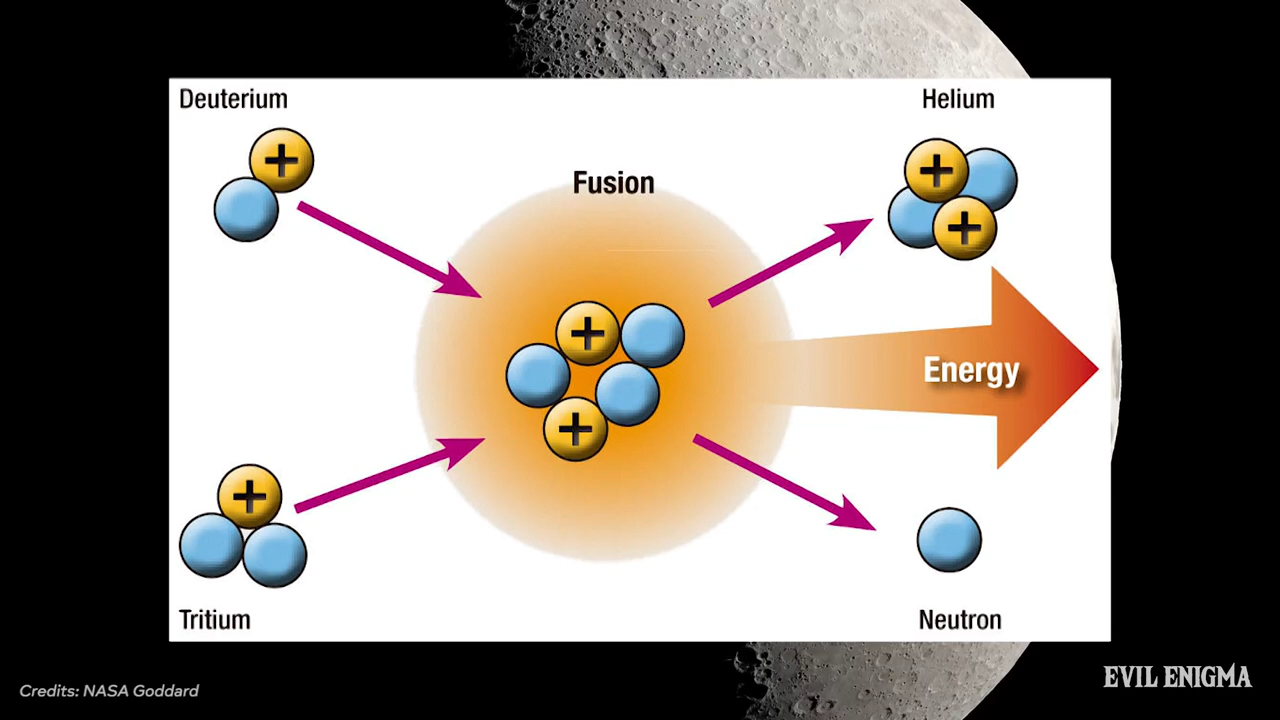 Deuterium
Helium
Fusion
+
+
+
+
+
Energy
+
Tritium
Neutron
Credits: NASA Goddard
EVIL ENIGMA